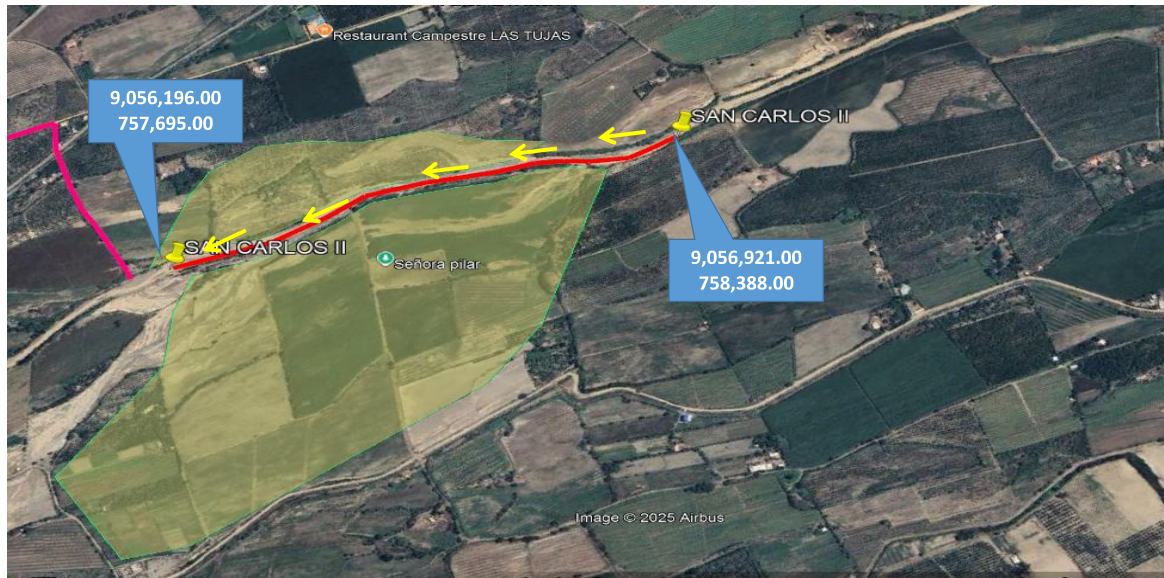 Restaurant Campestre LAS TUJAS
9,056,196.00
757,695.00
SAN CARLOS II
SAN CARLOS II
Señora pilar
9,056,921.00
758,388.00
Image © 2025 Airbus